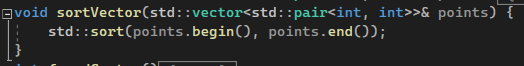 void sortVector(std::vector<std::pair<int, int>>& points) {
    std::sort(points.begin(), points.end());
}